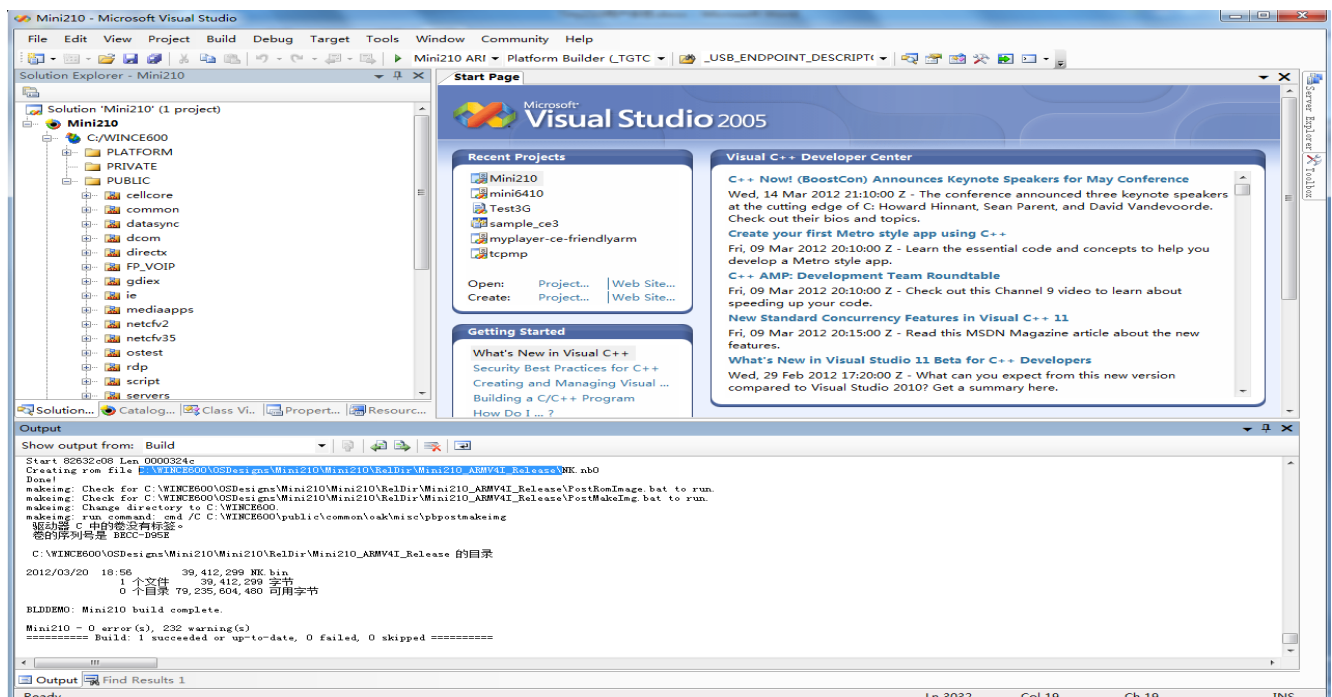 Mini210 - Microsoft Visual Studio
File Edit View Project Build Debug Target Tools Window Community Help
Mini210 ARI Platform Builder (_TGTC _USB_ENDPOINT_DESCRIPT(
Solution Explorer - Mini210
Solution 'Mini210' (1 project)
Mini210
C:/WINCE600
PLATFORM
PRIVATE
PUBLIC
cellcore
common
datasync
dcom
directx
FP_VOIP
gdiex
ie
mediaapps
netcfv2
netcfv35
ostest
rdp
script
servers
Solution... Catalog... Class Vi... Propert... Resourc...
Start Page
Microsoft
Visual Studio 2005
Recent Projects
Mini210
mini6410
Test3G
sample_ce3
myplayer-ce-friendlyarm
tcpmp
Open: Project... Web Site...
Create: Project... Web Site...
Getting Started
What's New in Visual C++
Security Best Practices for C++
Creating and Managing Visual ...
Building a C/C++ Program
How Do I ... ?
Visual C++ Developer Center
C++ Now! (BoostCon) Announces Keynote Speakers for May Conference
Wed, 14 Mar 2012 21:10:00 Z - The conference announced three keynote speakers
at the cutting edge of C: Howard Hinnant, Sean Parent, and David Vandevoorde.
Check out their bios and topics.
Create your first Metro style app using C++
Fri, 09 Mar 2012 20:10:00 Z - Learn the essential code and concepts to help you
develop a Metro style app.
C++ AMP: Development Team Roundtable
Fri, 09 Mar 2012 20:10:00 Z - Check out this Channel 9 video to learn about
speeding up your code.
New Standard Concurrency Features in Visual C++ 11
Fri, 09 Mar 2012 20:15:00 Z - Read this MSDN Magazine article about the new
features.
What's New in Visual Studio 11 Beta for C++ Developers
Wed, 29 Feb 2012 17:20:00 Z - What can you expect from this new version
compared to Visual Studio 2010? Get a summary here.
Server Explorer
Toolbox
Output
Show output from: Build
Start 82632c08 Len 0000324c
Creating rom file C:\WINCE600\OSDesigns\Mini210\Mini210\RelDir\Mini210_ARMV4I_Release\NK.nb0
Done!
makeimg: Check for C:\WINCE600\OSDesigns\Mini210\Mini210\RelDir\Mini210_ARMV4I_Release\PostRomImage.bat to run.
makeimg: Check for C:\WINCE600\OSDesigns\Mini210\Mini210\RelDir\Mini210_ARMV4I_Release\PostMakeImg.bat to run.
makeimg: Change directory to C:\WINCE600.
makeimg: run command: cmd /C C:\WINCE600\public\common\oak\misc\pbpostmakeimg
驱动器 C 中的卷没有标签。
卷的序列号是 BECC-D95E
C:\WINCE600\OSDesigns\Mini210\Mini210\RelDir\Mini210_ARMV4I_Release 的目录
2012/03/20 18:56 39,412,299 NK.bin
1 个文件 39,412,299 字节
0 个目录 79,235,604,480 可用字节
BLDDEMO: Mini210 build complete.
Mini210 - 0 error(s), 232 warning(s)
========== Build: 1 succeeded or up-to-date, 0 failed, 0 skipped ==========
Output Find Results 1
Ready Ln 3032 Col 19 Ch 19 INS